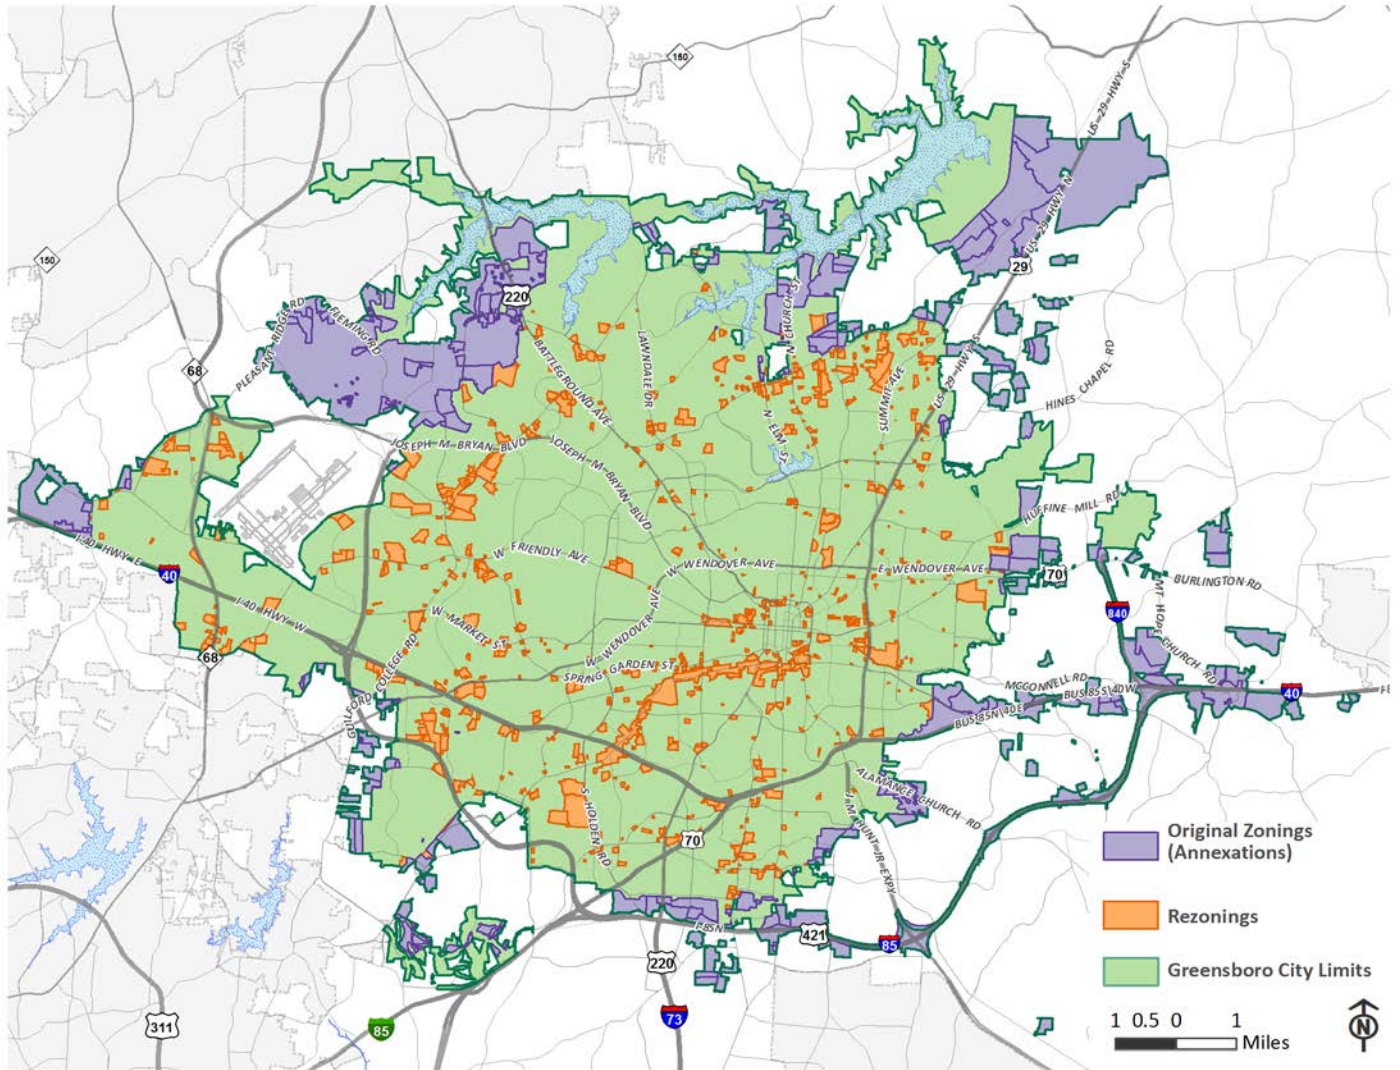 150
US 29 HWY S
150
US 29 HWY N
29
220
PLEASANT RIDGE RD
FLEMING RD
N CHURCH ST
68
BATTLEGROUND AVE
LAWNDALE DR
SUMMIT AVE
US 29 HWY S
HINES CHAPEL RD
N ELM ST
JOSEPH M BRYAN BLVD
JOSEPH M BRYAN BLVD
HUFFINE MILL RD
I-40 HWY E
40
W FRIENDLY AVE
W WENDOVER AVE
E WENDOVER AVE
70
BURLINGTON RD
840
MT HOPE CHURCH RD
I-40 HWY W
W MARKET ST
W WENDOVER AVE
68
GUILFORD COLLEGE RD
SPRING GARDEN ST
MCCONNELL RD
BUS 85S\40W
40
BUS 85N\40E
ALAMANCE CHURCH RD
J M HUNT JR EXPY
S HOLDEN RD
70
I-85N
421
85
220
73
85
311
Original Zonings
(Annexations)
Rezonings
Greensboro City Limits
1 0.5 0 1
Miles
N